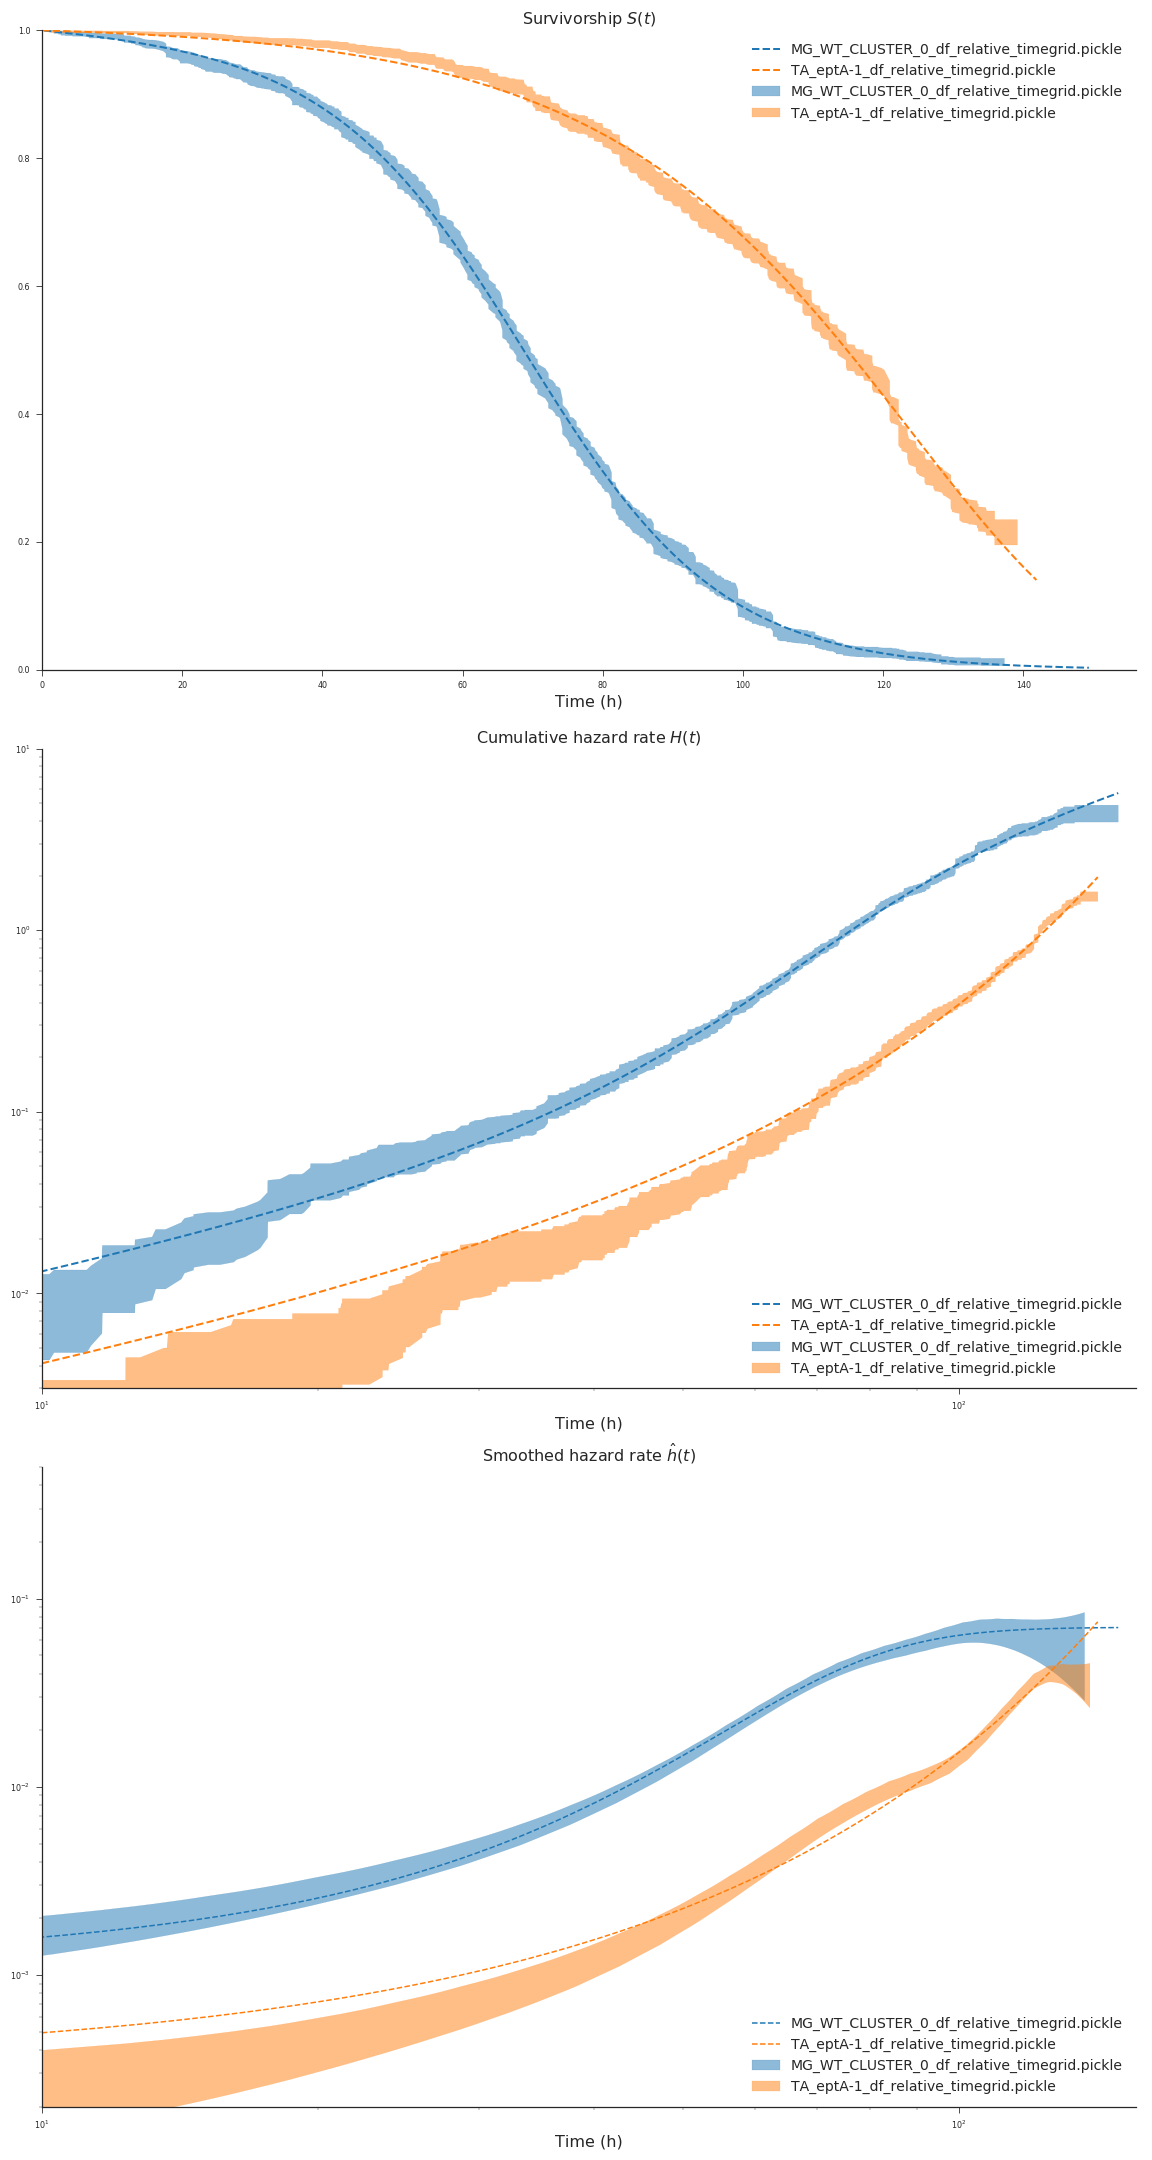 Survivorship S(t)
1.0
0.8
0.6
0.4
0.2
0.0
MG_WT_CLUSTER_0_df_relative_timegrid.pickle
TA_eptA-1_df_relative_timegrid.pickle
MG_WT_CLUSTER_0_df_relative_timegrid.pickle
TA_eptA-1_df_relative_timegrid.pickle
0 20 40 60 80 100 120 140
Time (h)
Cumulative hazard rate H(t)
10¹
10⁰
10⁻¹
10⁻²
MG_WT_CLUSTER_0_df_relative_timegrid.pickle
TA_eptA-1_df_relative_timegrid.pickle
MG_WT_CLUSTER_0_df_relative_timegrid.pickle
TA_eptA-1_df_relative_timegrid.pickle
10¹ 10²
Time (h)
Smoothed hazard rate ĥ(t)
10⁻¹
10⁻²
10⁻³
MG_WT_CLUSTER_0_df_relative_timegrid.pickle
TA_eptA-1_df_relative_timegrid.pickle
MG_WT_CLUSTER_0_df_relative_timegrid.pickle
TA_eptA-1_df_relative_timegrid.pickle
10¹ 10²
Time (h)